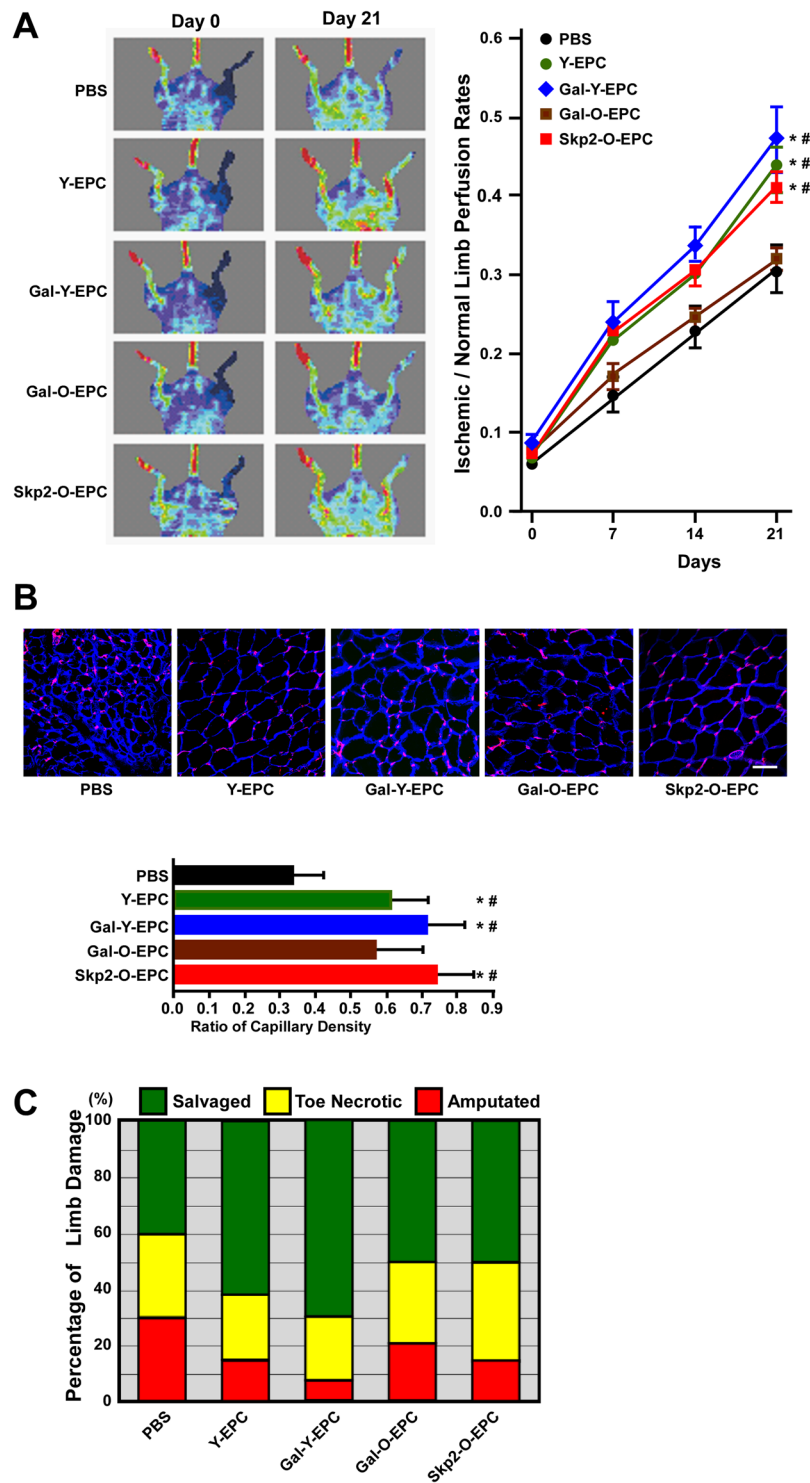 A
Day 0
Day 21
PBS
Y-EPC
Gal-Y-EPC
Gal-O-EPC
Skp2-O-EPC
Ischemic / Normal Limb Perfusion Rates
0.6
0.5
0.4
0.3
0.2
0.1
0.0
PBS
Y-EPC
Gal-Y-EPC
Gal-O-EPC
Skp2-O-EPC
* #
* #
* #
0 7 14 21
Days
B
PBS Y-EPC Gal-Y-EPC Gal-O-EPC Skp2-O-EPC
PBS
Y-EPC * #
Gal-Y-EPC * #
Gal-O-EPC
Skp2-O-EPC * #
0.0 0.1 0.2 0.3 0.4 0.5 0.6 0.7 0.8 0.9
Ratio of Capillary Density
C
(%)
Salvaged Toe Necrotic Amputated
Percentage of Limb Damage
100
80
60
40
20
0
PBS
Y-EPC
Gal-Y-EPC
Gal-O-EPC
Skp2-O-EPC